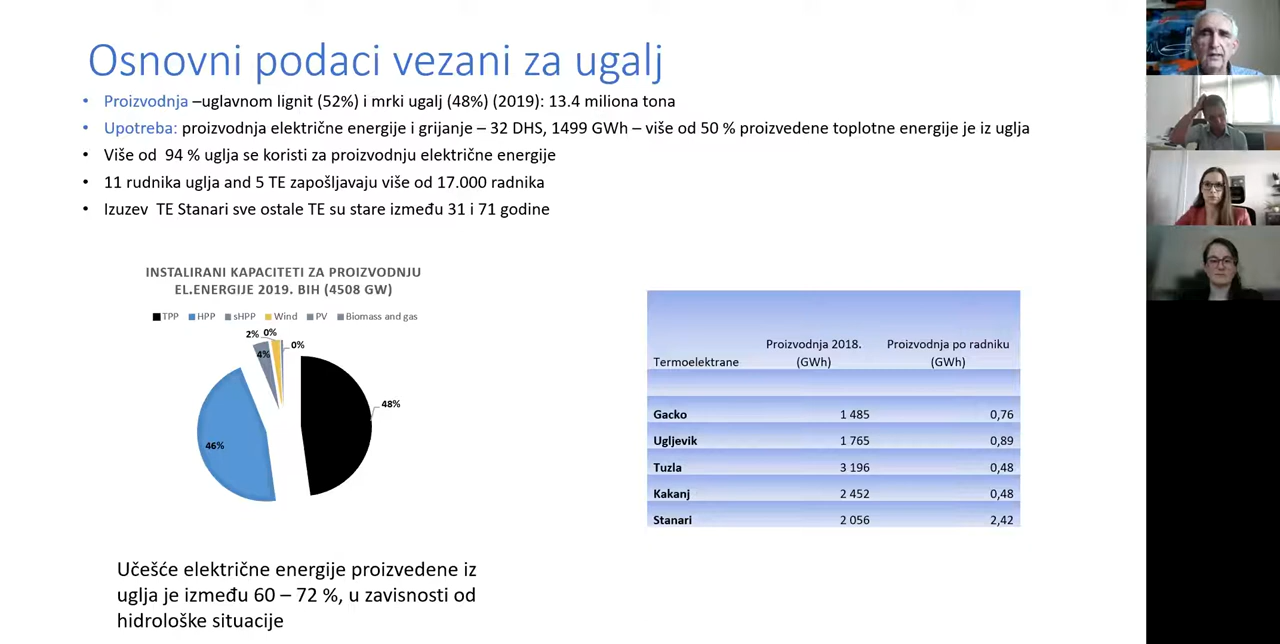 Osnovni podaci vezani za ugalj
• Proizvodnja –uglavnom lignit (52%) i mrki ugalj (48%) (2019): 13.4 miliona tona
• Upotreba: proizvodnja električne energije i grijanje – 32 DHS, 1499 GWh – više od 50 % proizvedene toplotne energije je iz uglja
• Više od 94 % uglja se koristi za proizvodnju električne energije
• 11 rudnika uglja and 5 TE zapošljavaju više od 17.000 radnika
• Izuzev TE Stanari sve ostale TE su stare između 31 i 71 godine
INSTALIRANI KAPACITETI ZA PROIZVODNJU
EL.ENERGIJE 2019. BIH (4508 GW)
TPP HPP sHPP Wind PV Biomass and gas
2% 0%
0%
4%
48%
46%
Učešće električne energije proizvedene iz
uglja je između 60 – 72 %, u zavisnosti od
hidrološke situacije
Proizvodnja 2018. Proizvodnja po radniku
Termoelektrane (GWh) (GWh)
Gacko 1 485 0,76
Ugljevik 1 765 0,89
Tuzla 3 196 0,48
Kakanj 2 452 0,48
Stanari 2 056 2,42